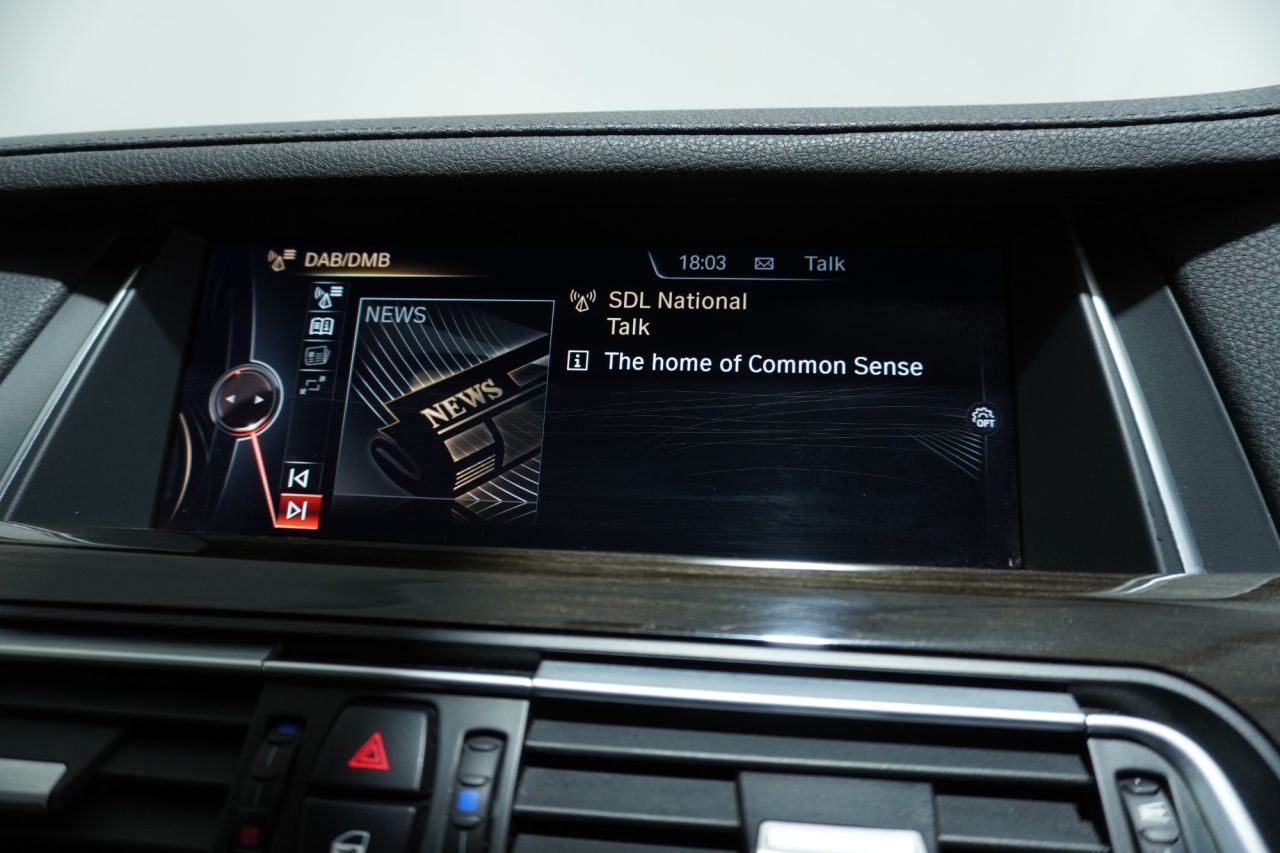 DAB/DMB
18:03 Talk
NEWS
NEWS
SDL National
Talk
i
The home of Common Sense
OPT